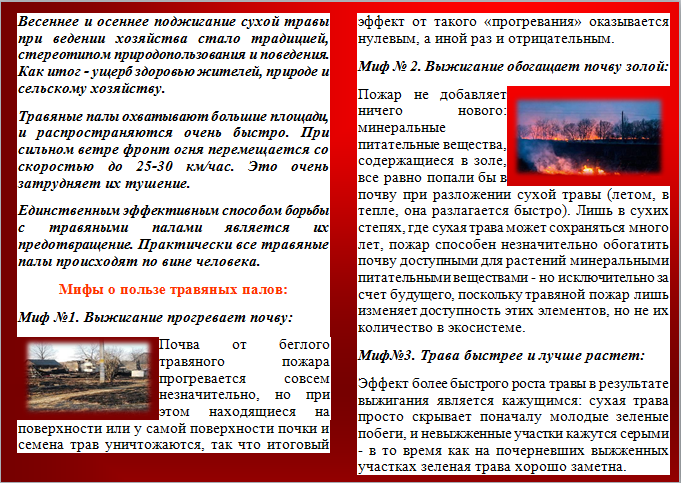 Весеннее и осеннее поджигание сухой травы
при ведении хозяйства стало традицией,
стереотипом природопользования и поведения.
Как итог - ущерб здоровью жителей, природе и
сельскому хозяйству.
Травяные палы охватывают большие площади,
и распространяются очень быстро. При
сильном ветре фронт огня перемещается со
скоростью до 25-30 км/час. Это очень
затрудняет их тушение.
Единственным эффективным способом борьбы
с травяными палами является их
предотвращение. Практически все травяные
палы происходят по вине человека.
Мифы о пользе травяных палов:
Миф №1. Выжигание прогревает почву:
Почва от беглого
травяного пожара
прогревается совсем
незначительно, но при
этом находящиеся на
поверхности или у самой поверхности почки и
семена трав уничтожаются, так что итоговый
эффект от такого «прогревания» оказывается
нулевым, а иной раз и отрицательным.
Миф № 2. Выжигание обогащает почву золой:
Пожар не добавляет
ничего нового:
минеральные
питательные вещества,
содержащиеся в золе,
все равно попали бы в
почву при разложении сухой травы (летом, в
тепле, она разлагается быстро). Лишь в сухих
степях, где сухая трава может сохраняться много
лет, пожар способен незначительно обогатить
почву доступными для растений минеральными
питательными веществами - но исключительно за
счет будущего, поскольку травяной пожар лишь
изменяет доступность этих элементов, но не их
количество в экосистеме.
Миф№3. Трава быстрее и лучше растет:
Эффект более быстрого роста травы в результате
выжигания является кажущимся: сухая трава
просто скрывает поначалу молодые зеленые
побеги, и невыжженные участки кажутся серыми
- в то время как на почерневших выжженных
участках зеленая трава хорошо заметна.